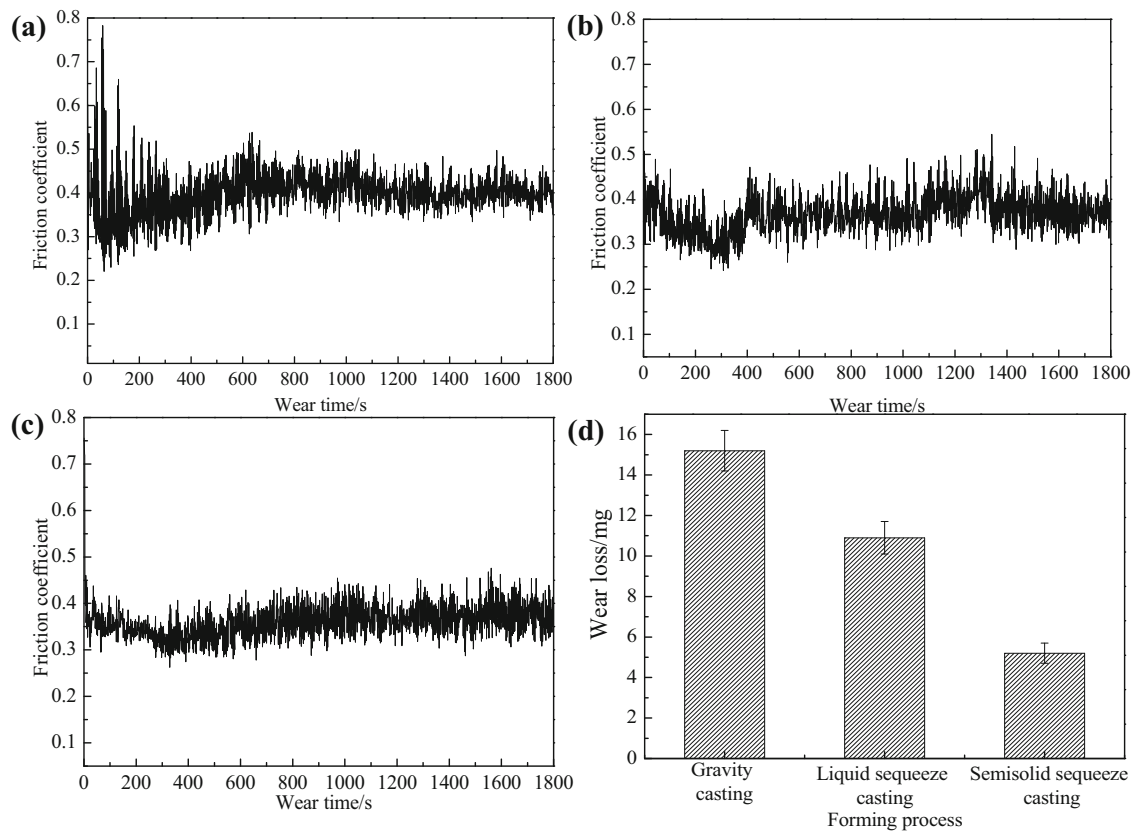 (a)
0.8
0.7
0.6
0.5
0.4
0.3
0.2
0.1
Friction coefficient
0 200 400 600 800 1000 1200 1400 1600 1800
Wear time/s
(b)
0.8
0.7
0.6
0.5
0.4
0.3
0.2
0.1
Friction coefficient
0 200 400 600 800 1000 1200 1400 1600 1800
Wear time/s
(c)
0.8
0.7
0.6
0.5
0.4
0.3
0.2
0.1
Friction coefficient
0 200 400 600 800 1000 1200 1400 1600 1800
Wear time/s
(d)
16
14
12
10
8
6
4
2
0
Wear loss/mg
Gravity
casting
Liquid sequeeze
casting
Semisolid sequeeze
casting
Forming process